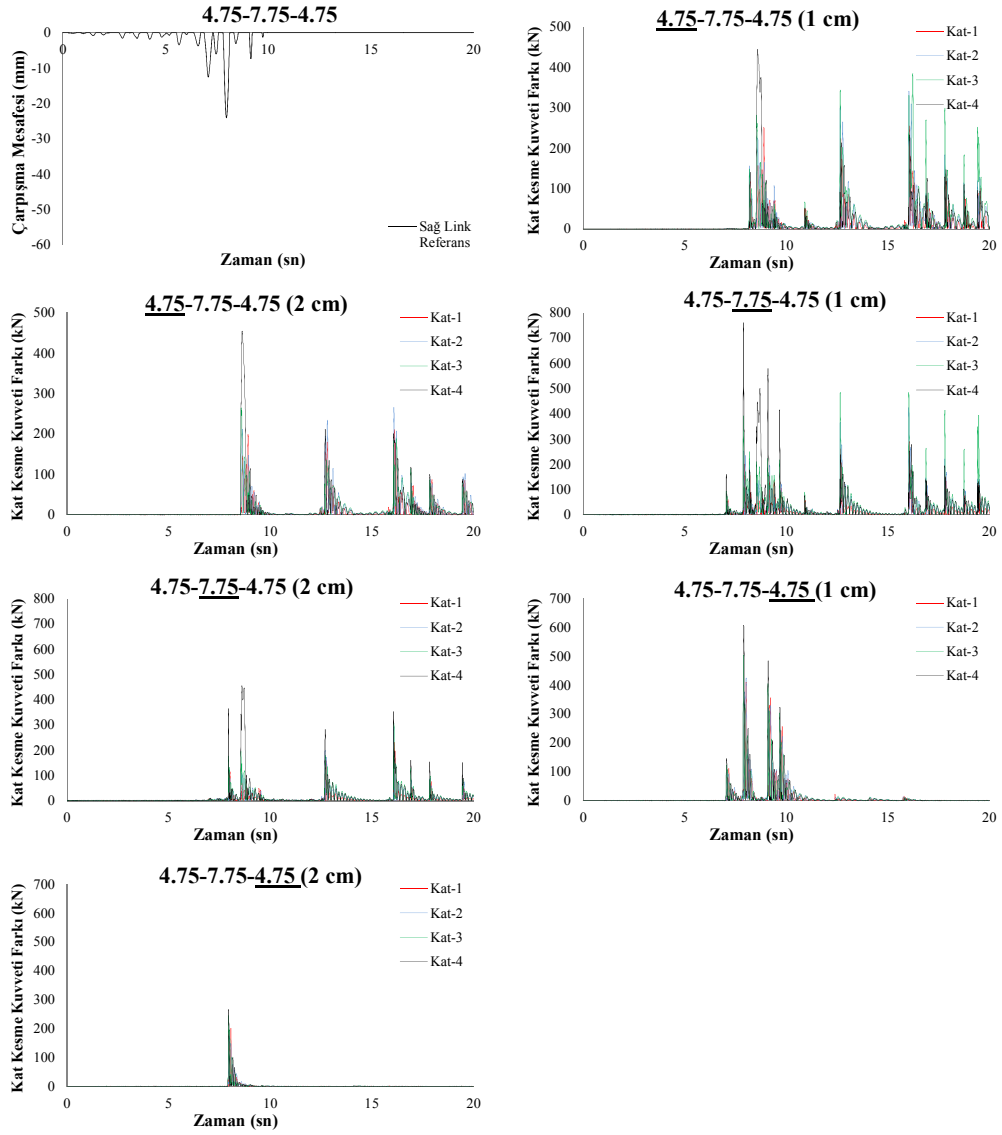 4.75-7.75-4.75
Çarpışma Mesafesi (mm)
0
-10
-20
-30
-40
-50
-60
0 5 10 15 20
Sağ Link
Referans
Zaman (sn)
4.75-7.75-4.75 (1 cm)
Kat Kesme Kuvveti Farkı (kN)
500
400
300
200
100
0
0 5 10 15 20
Kat-1
Kat-2
Kat-3
Kat-4
Zaman (sn)
4.75-7.75-4.75 (2 cm)
Kat Kesme Kuvveti Farkı (kN)
500
400
300
200
100
0
0 5 10 15 20
Kat-1
Kat-2
Kat-3
Kat-4
Zaman (sn)
4.75-7.75-4.75 (1 cm)
Kat Kesme Kuvveti Farkı (kN)
800
700
600
500
400
300
200
100
0
0 5 10 15 20
Kat-1
Kat-2
Kat-3
Kat-4
Zaman (sn)
4.75-7.75-4.75 (2 cm)
Kat Kesme Kuvveti Farkı (kN)
800
700
600
500
400
300
200
100
0
0 5 10 15 20
Kat-1
Kat-2
Kat-3
Kat-4
Zaman (sn)
4.75-7.75-4.75 (1 cm)
Kat Kesme Kuvveti Farkı (kN)
700
600
500
400
300
200
100
0
0 5 10 15 20
Kat-1
Kat-2
Kat-3
Kat-4
Zaman (sn)
4.75-7.75-4.75 (2 cm)
Kat Kesme Kuvveti Farkı (kN)
700
600
500
400
300
200
100
0
0 5 10 15 20
Kat-1
Kat-2
Kat-3
Kat-4
Zaman (sn)